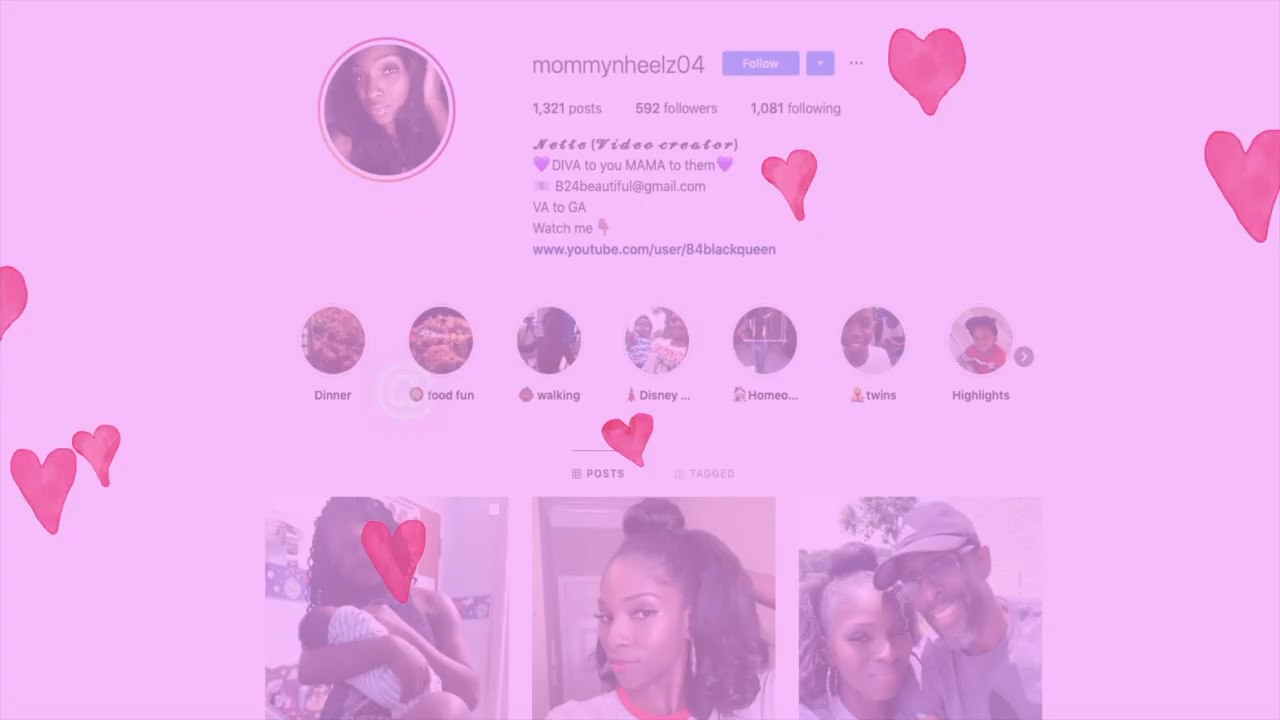 mommynheelz04 Follow
1,321 posts 592 followers 1,081 following
𝓝𝓮𝓽𝓽𝓮 (𝓥𝓲𝓭𝓮𝓸 𝓬𝓻𝓮𝓪𝓽𝓸𝓻)
💜DIVA to you MAMA to them💜
📧 B24beautiful@gmail.com
VA to GA
Watch me 👇🏾
www.youtube.com/user/84blackqueen
Dinner 🥘 food fun walking Disney ... 🏠Homeo... twins Highlights
@
POSTS TAGGED